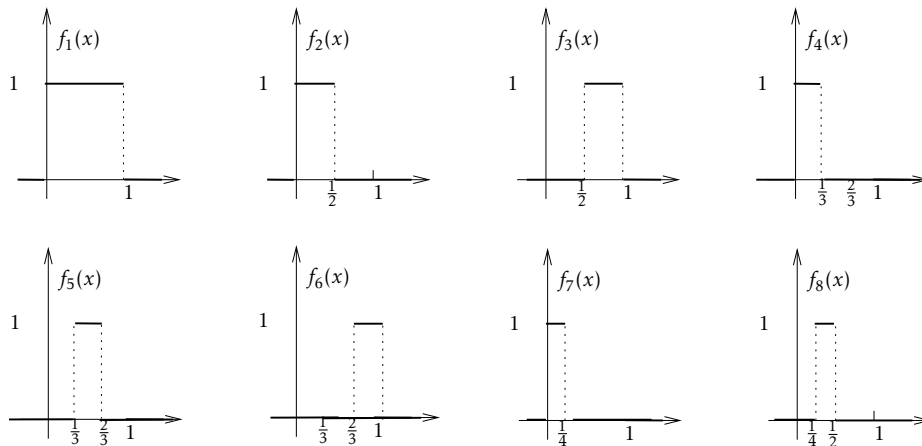 f₁(x) f₂(x) f₃(x) f₄(x)
1 1 1 1
1 1/2 1 1/2 1 1/3 2/3 1
f₅(x) f₆(x) f₇(x) f₈(x)
1 1 1 1
1/3 2/3 1 1/3 2/3 1 1/4 1 1/4 1/2 1